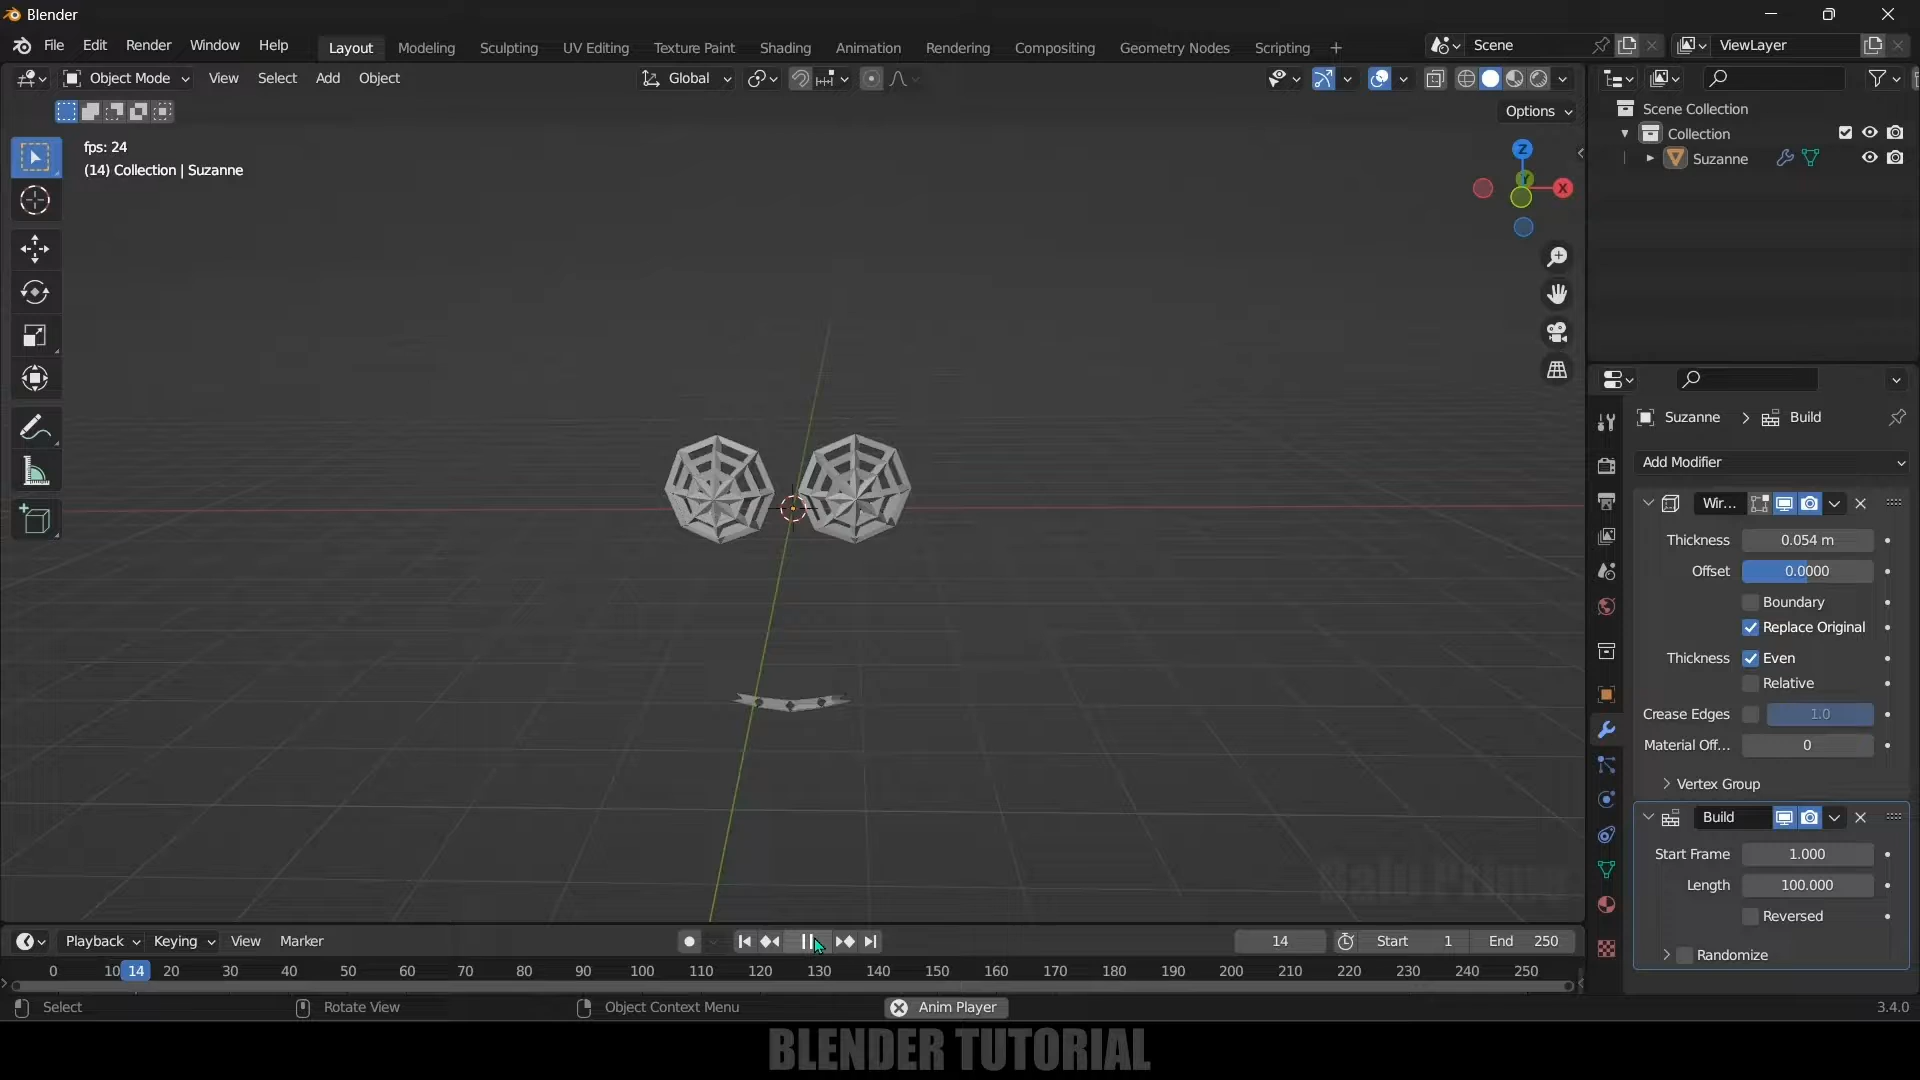 Blender
File Edit Render Window Help Layout Modeling Sculpting UV Editing Texture Paint Shading Animation Rendering Compositing Geometry Nodes Scripting + Scene ViewLayer
Object Mode View Select Add Object Global
Options
fps: 24
(14) Collection | Suzanne
Z
Y
X
Scene Collection
Collection
Suzanne
Suzanne > Build
Add Modifier
Wir...
Thickness 0.054 m
Offset 0.0000
Boundary
Replace Original
Thickness Even
Relative
Crease Edges 1.0
Material Off... 0
Vertex Group
Build
Start Frame 1.000
Length 100.000
Reversed
Randomize
Playback Keying View Marker 14 Start 1 End 250
0 10 14 20 30 40 50 60 70 80 90 100 110 120 130 140 150 160 170 180 190 200 210 220 230 240 250
Select Rotate View Object Context Menu Anim Player 3.4.0
BLENDER TUTORIAL